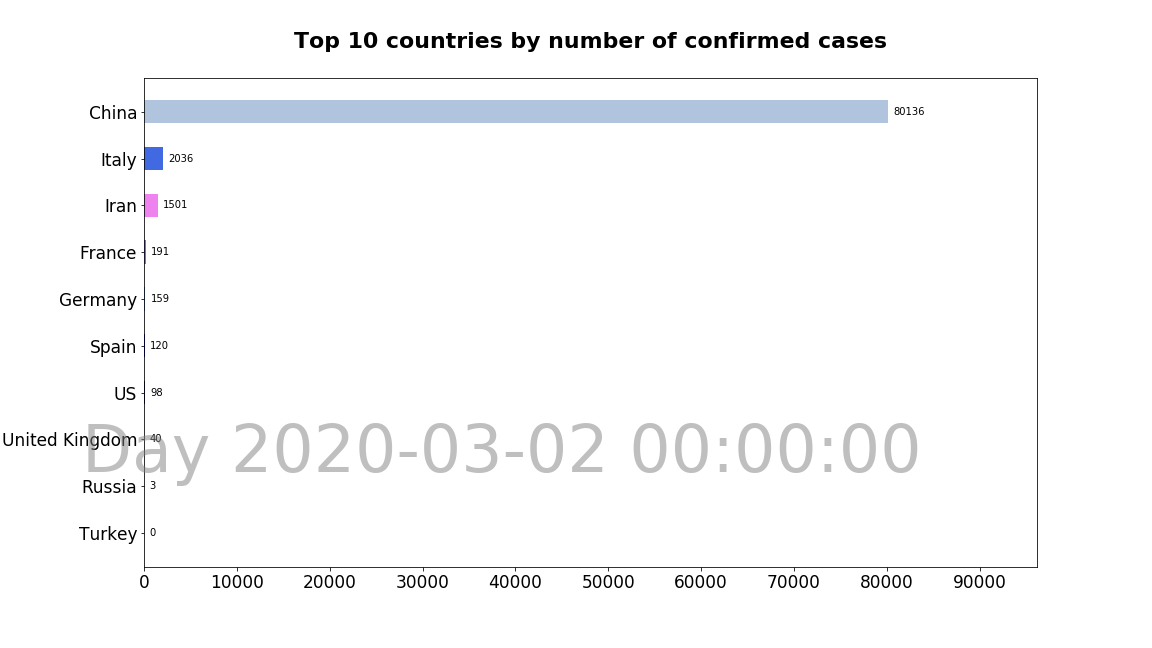 Top 10 countries by number of confirmed cases
China 80136
Italy 2036
Iran 1501
France 191
Germany 159
Spain 120
US 98
United Kingdom 40
Day 2020-03-02 00:00:00
Russia 3
Turkey 0
0 10000 20000 30000 40000 50000 60000 70000 80000 90000